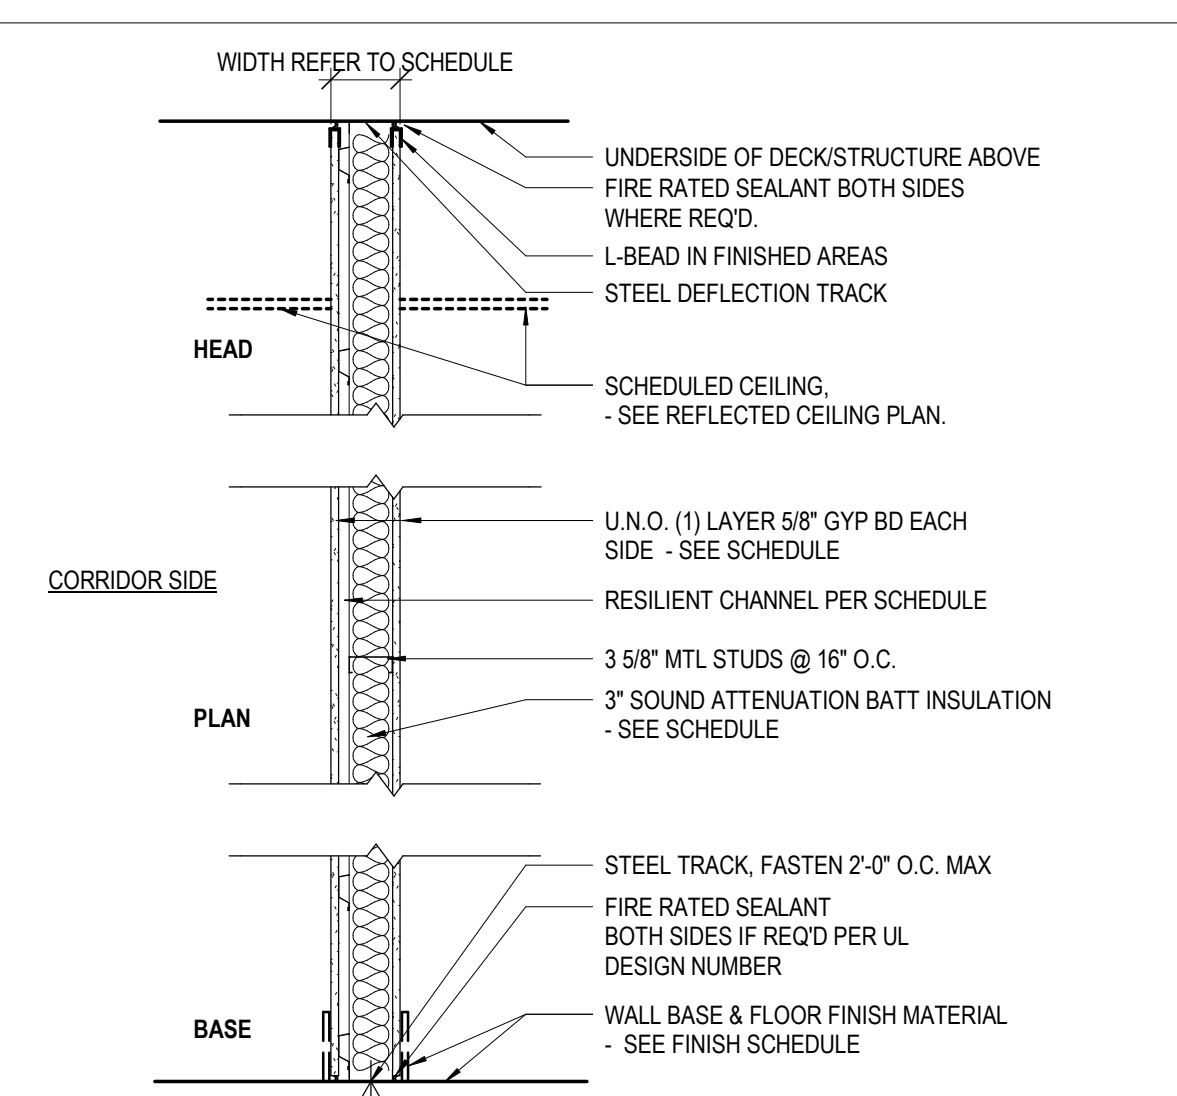 WIDTH REFER TO SCHEDULE
UNDERSIDE OF DECK/STRUCTURE ABOVE
FIRE RATED SEALANT BOTH SIDES
WHERE REQ'D.
L-BEAD IN FINISHED AREAS
STEEL DEFLECTION TRACK
HEAD
SCHEDULED CEILING,
- SEE REFLECTED CEILING PLAN.
U.N.O. (1) LAYER 5/8" GYP BD EACH
SIDE - SEE SCHEDULE
CORRIDOR SIDE
RESILIENT CHANNEL PER SCHEDULE
3 5/8" MTL STUDS @ 16" O.C.
3" SOUND ATTENUATION BATT INSULATION
- SEE SCHEDULE
PLAN
STEEL TRACK, FASTEN 2'-0" O.C. MAX
FIRE RATED SEALANT
BOTH SIDES IF REQ'D PER UL
DESIGN NUMBER
BASE
WALL BASE & FLOOR FINISH MATERIAL
- SEE FINISH SCHEDULE